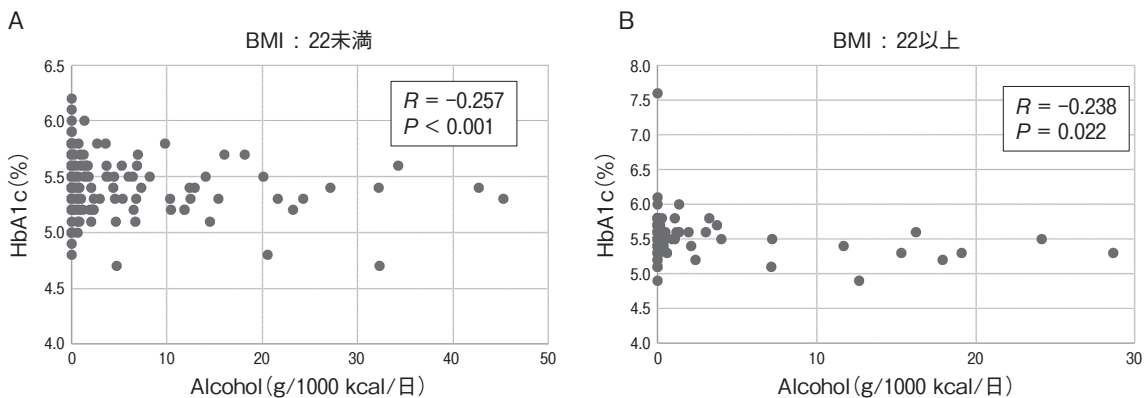 A
BMI : 22未満
R = -0.257
P < 0.001
HbA1c(%)
6.5
6.0
5.5
5.0
4.5
4.0
0
10
20
30
40
50
Alcohol(g/1000 kcal/日)
B
BMI : 22以上
R = -0.238
P = 0.022
HbA1c(%)
8.0
7.5
7.0
6.5
6.0
5.5
5.0
4.5
4.0
0
10
20
30
Alcohol(g/1000 kcal/日)